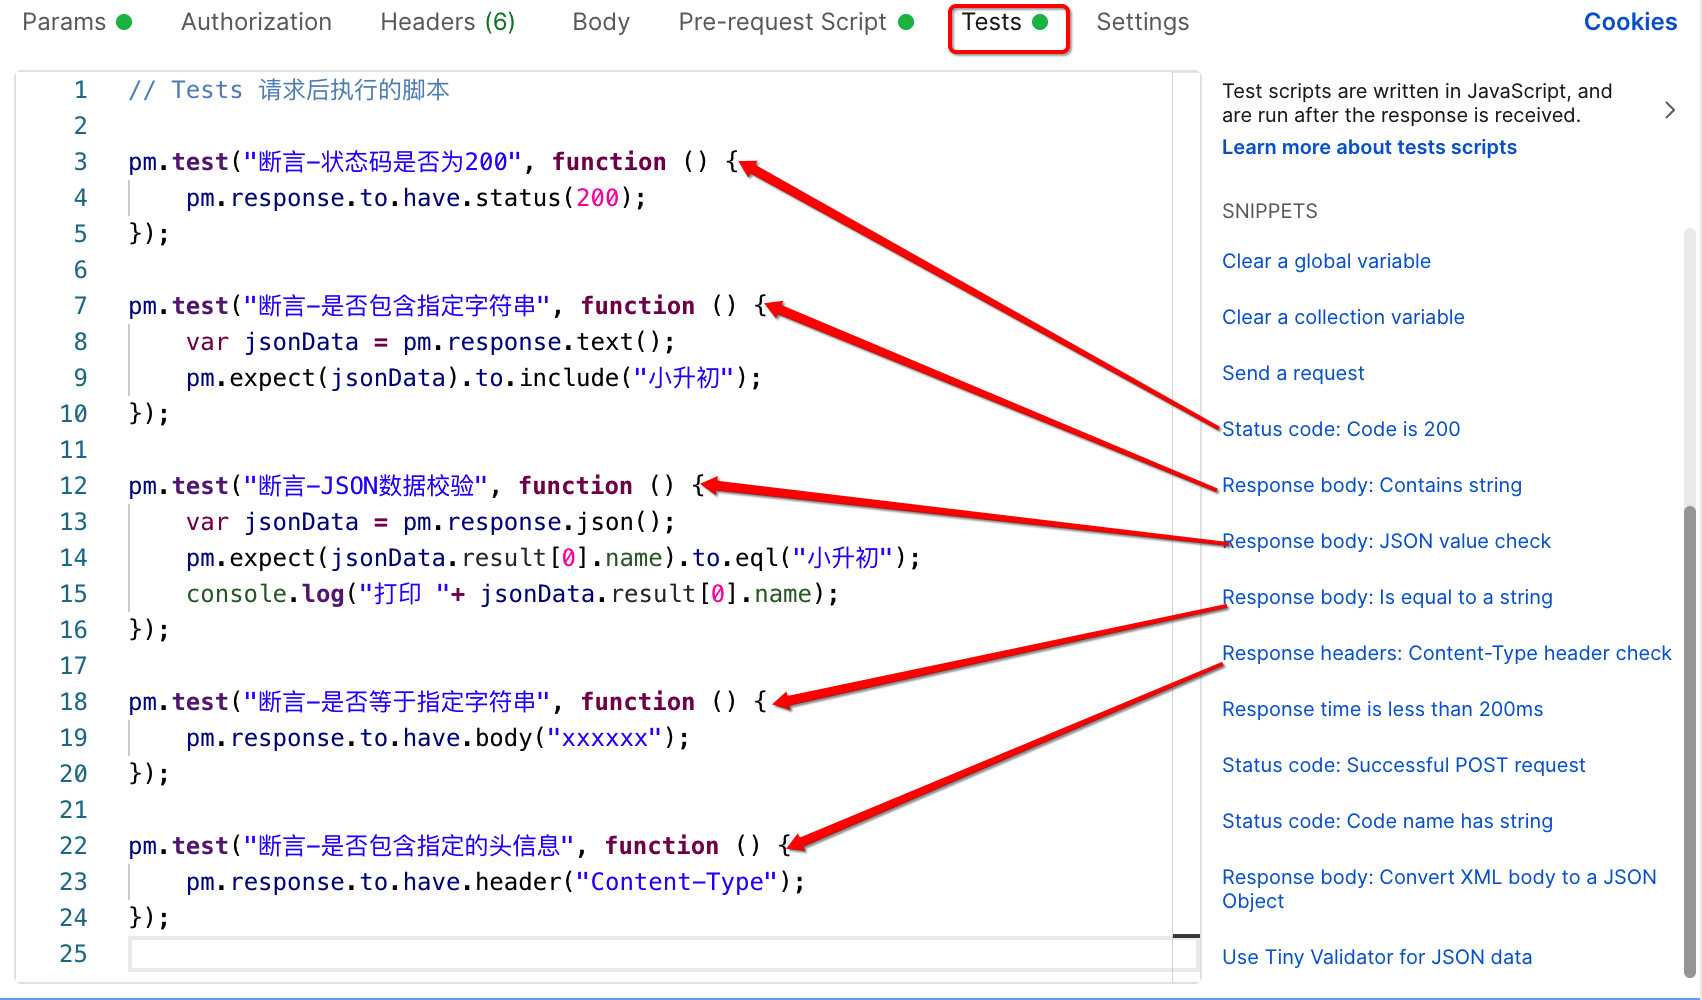 Params Authorization Headers (6) Body Pre-request Script Tests Settings Cookies
1 // Tests 请求后执行的脚本
2
3 pm.test("断言-状态码是否为200", function () {
4 pm.response.to.have.status(200);
5 });
6
7 pm.test("断言-是否包含指定字符串", function () {
8 var jsonData = pm.response.text();
9 pm.expect(jsonData).to.include("小升初");
10 });
11
12 pm.test("断言-JSON数据校验", function () {
13 var jsonData = pm.response.json();
14 pm.expect(jsonData.result[0].name).to.eql("小升初");
15 console.log("打印 "+ jsonData.result[0].name);
16 });
17
18 pm.test("断言-是否等于指定字符串", function () {
19 pm.response.to.have.body("xxxxxx");
20 });
21
22 pm.test("断言-是否包含指定的头信息", function () {
23 pm.response.to.have.header("Content-Type");
24 });
25
Test scripts are written in JavaScript, and
are run after the response is received.
Learn more about tests scripts
SNIPPETS
Clear a global variable
Clear a collection variable
Send a request
Status code: Code is 200
Response body: Contains string
Response body: JSON value check
Response body: Is equal to a string
Response headers: Content-Type header check
Response time is less than 200ms
Status code: Successful POST request
Status code: Code name has string
Response body: Convert XML body to a JSON
Object
Use Tiny Validator for JSON data